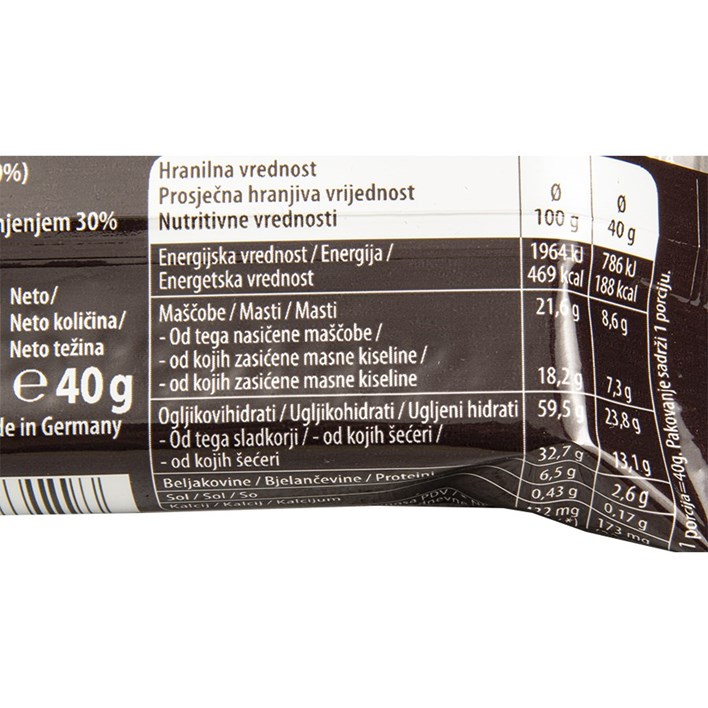 0%)
njenjem 30%
Neto/
Neto količina/
Neto težina
℮ 40 g
de in Germany
Hranilna vrednost
Prosječna hranjiva vrijednost
Nutritivne vrednosti
Ø 100 g Ø 40 g
Energijska vrednost / Energija / 1964 kJ 786 kJ
Energetska vrednost 469 kcal 188 kcal
Maščobe / Masti / Masti 21,6 g 8,6 g
- Od tega nasičene maščobe /
- od kojih zasićene masne kiseline /
- od kojih zasićene masne kiseline 18,2 g 7,3 g
Ogljikovihidrati / Ugljikohidrati / Ugljeni hidrati 59,5 g 23,8 g
- Od tega sladkorji / - od kojih šećeri /
- od kojih šećeri 32,7 g 13,1 g
Beljakovine / Bjelančevine / Proteini 6,5 g 2,6 g
Sol / Sol / So 0,43 g 0,17 g
Kalcij / Kalcij / Kalcijum 173 mg
1 porcija = 40g. Pakovanje sadrži 1 porciju.